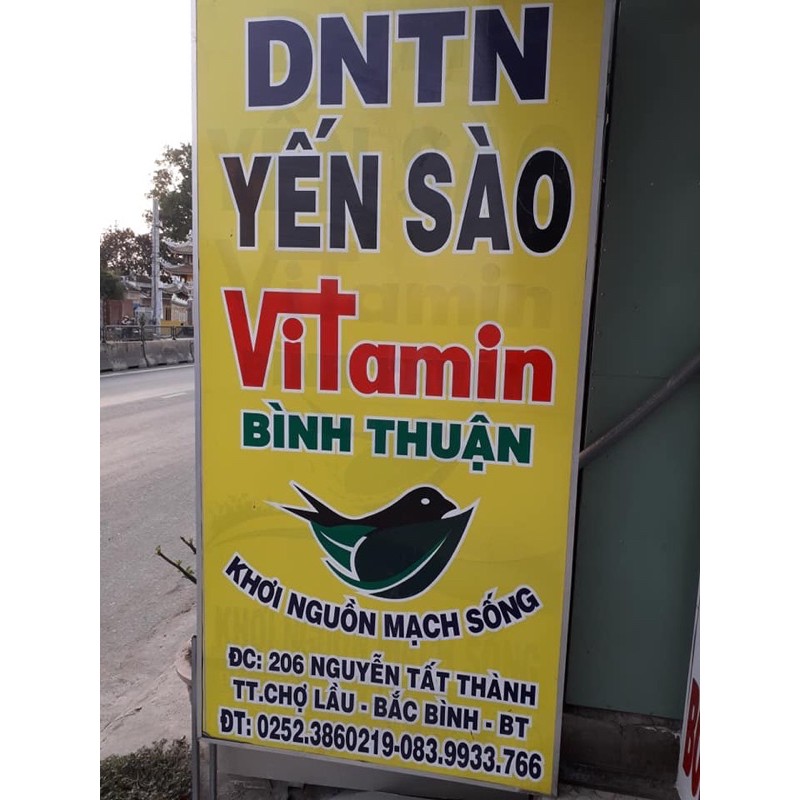 DNTN
YẾN SÀO
Vitamin
BÌNH THUẬN
KHƠI NGUỒN MẠCH SỐNG
ĐC: 206 NGUYỄN TẤT THÀNH
TT.CHỢ LẦU - BẮC BÌNH - BT
ĐT: 0252.3860219-083.9933.766